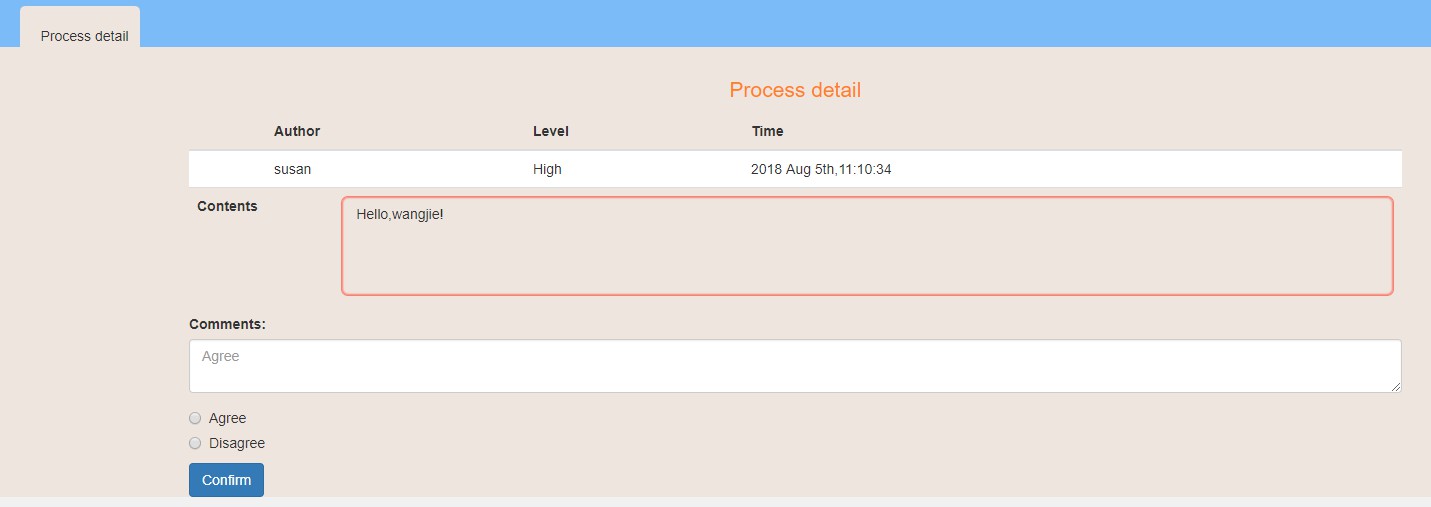 Process detail
Process detail
Author Level Time
susan High 2018 Aug 5th,11:10:34
Contents Hello,wangjie!
Comments:
Agree
Agree
Disagree
Confirm